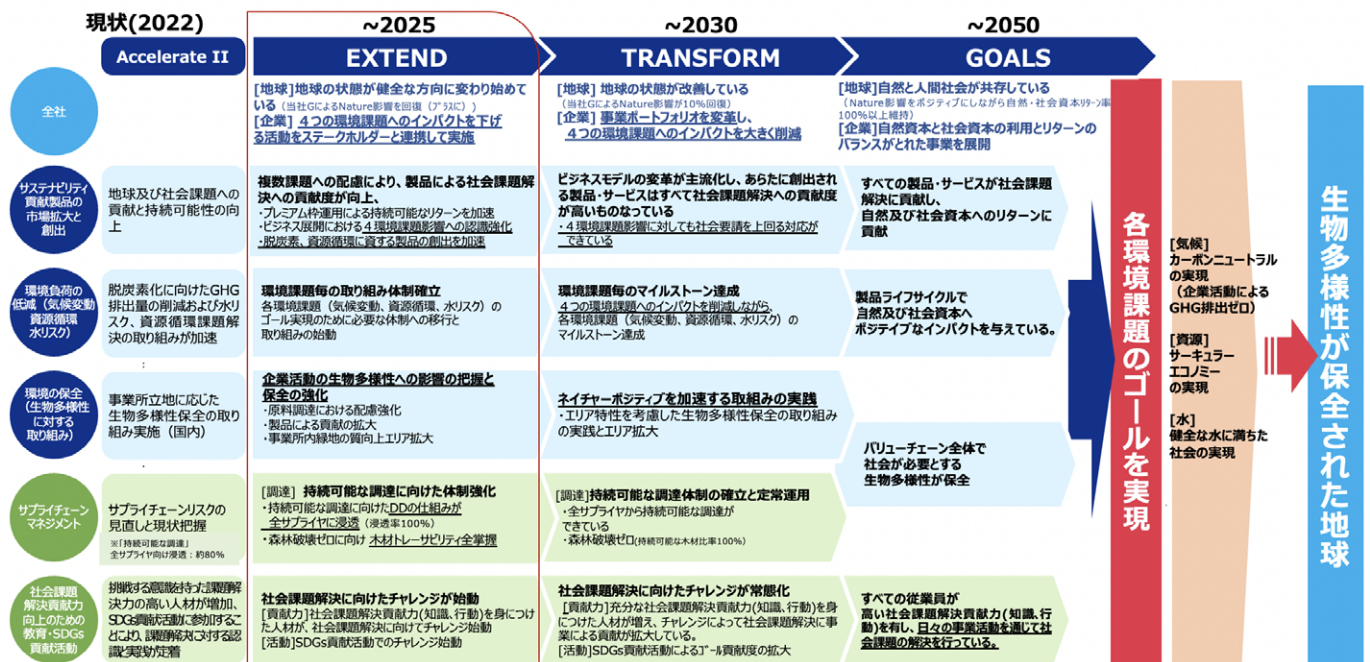 現状(2022)
~2025
~2030
~2050
Accelerate II
EXTEND
TRANSFORM
GOALS
全社
[地球]地球の状態が健全な方向に変わり始めて
いる（当社GによるNature影響を回復（プラスに））
[企業] ４つの環境課題へのインパクトを下げ
る活動をステークホルダーと連携して実施
[地球] 地球の状態が改善している
（当社GによるNature影響が10%回復）
[企業] 事業ポートフォリオを変革し、
４つの環境課題へのインパクトを大きく削減
[地球]自然と人間社会が共存している
（Nature影響をポジティブにしながら自然・社会資本リターン率
100%以上維持）
[企業]自然資本と社会資本の利用とリターンの
バランスがとれた事業を展開
サステナビリティ
貢献製品の
市場拡大と
創出
地球及び社会課題への
貢献と持続可能性の向
上
複数課題への配慮により、製品による社会課題解
決への貢献度が向上、
・プレミアム枠運用による持続可能なリターンを加速
・ビジネス展開における４環境課題影響への認識強化
・脱炭素、資源循環に資する製品の創出を加速
ビジネスモデルの変革が主流化し、あらたに創出され
る製品・サービスはすべて社会課題解決への貢献度
が高いものなっている
・４環境課題影響に対しても社会要請を上回る対応が
できている
すべての製品・サービスが社会課題
解決に貢献し、
自然及び社会資本へのリターンに
貢献
環境負荷の
低減（気候変動
資源循環
水リスク）
脱炭素化に向けたGHG
排出量の削減および水リ
スク、資源循環課題解
決の取り組みが加速
:
環境課題毎の取り組み体制確立
各環境課題（気候変動、資源循環、水リスク）の
ゴール実現のために必要な体制への移行と
取り組みの始動
環境課題毎のマイルストーン達成
４つの環境課題へのインパクトを削減しながら、
各環境課題（気候変動、資源循環、水リスク）の
マイルストーン達成
製品ライフサイクルで
自然及び社会資本へ
ポジテイブなインパクトを与えている。
環境の保全
（生物多様性
に対する
取り組み）
事業所立地に応じた
生物多様性保全の取り
組み実施（国内）
.
企業活動の生物多様性への影響の把握と
保全の強化
・原料調達における配慮強化
・製品による貢献の拡大
・事業所内緑地の質向上エリア拡大
ネイチャーポジティブを加速する取組みの実践
・エリア特性を考慮した生物多様性保全の取り組み
の実践とエリア拡大
バリューチェーン全体で
社会が必要とする
生物多様性が保全
サプライチェーン
マネジメント
サプライチェーンリスクの
見直しと現状把握
※「持続可能な調達」
全サプライヤ向け浸透：約80%
[調達] 持続可能な調達に向けた体制強化
・持続可能な調達に向けたDDの仕組みが
全サプライヤに浸透（浸透率100%）
・森林破壊ゼロに向け 木材トレーサビリティ全掌握
[調達]持続可能な調達体制の確立と定常運用
・全サプライヤから持続可能な調達が
できている
・森林破壊ゼロ(持続可能な木材比率100%)
社会課題
解決貢献力
向上のための
教育・SDGs
貢献活動
挑戦する意識を持った課題解
決力の高い人材が増加、
SDGs貢献活動に参加するこ
とにより、課題解決に対する認
識と実践が定着
社会課題解決に向けたチャレンジが始動
[貢献力]社会課題解決貢献力(知識、行動)を身につけ
た人材が、社会課題解決に向けてチャレンジ始動
[活動]SDGs貢献活動でのチャレンジ始動
社会課題解決に向けたチャレンジが常態化
[貢献力]充分な社会課題解決貢献力(知識、行動)を身
につけた人材が増え、チャレンジによって社会課題解決に事
業による貢献が拡大している。
[活動]SDGs貢献活動によるゴール貢献度の拡大
すべての従業員が
高い社会課題解決貢献力(知識、行
動)を有し、日々の事業活動を通じて社
会課題の解決を行っている。
各環境課題のゴールを実現
[気候]
カーボンニュートラル
の実現
（企業活動による
GHG排出ゼロ）
[資源]
サーキュラー
エコノミー
の実現
[水]
健全な水に満ちた
社会の実現
生物多様性が保全された地球